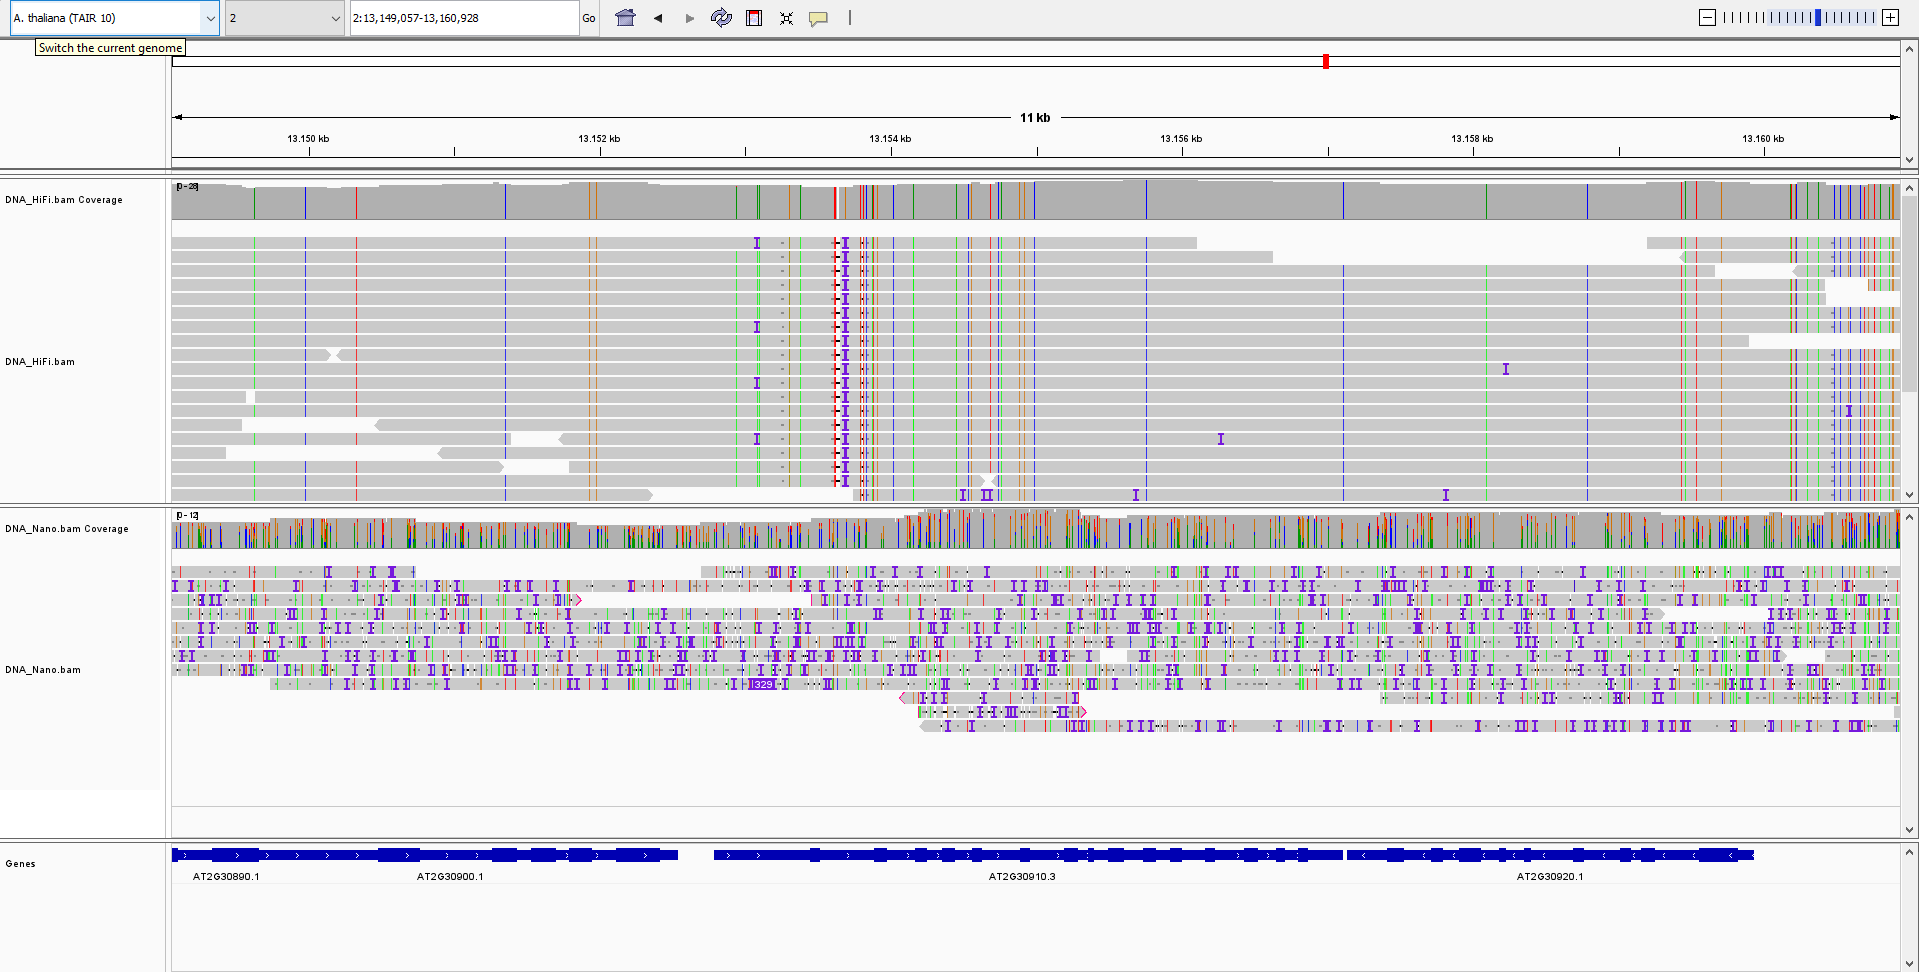 A. thaliana (TAIR 10)
2
2:13,149,057-13,160,928
Go
Switch the current genome
11 kb
13.150 kb
13.152 kb
13.154 kb
13.156 kb
13.158 kb
13.160 kb
[0-28]
DNA_HiFi.bam Coverage
DNA_HiFi.bam
[0-12]
DNA_Nano.bam Coverage
DNA_Nano.bam
329
Genes
AT2G30890.1
AT2G30900.1
AT2G30910.3
AT2G30920.1